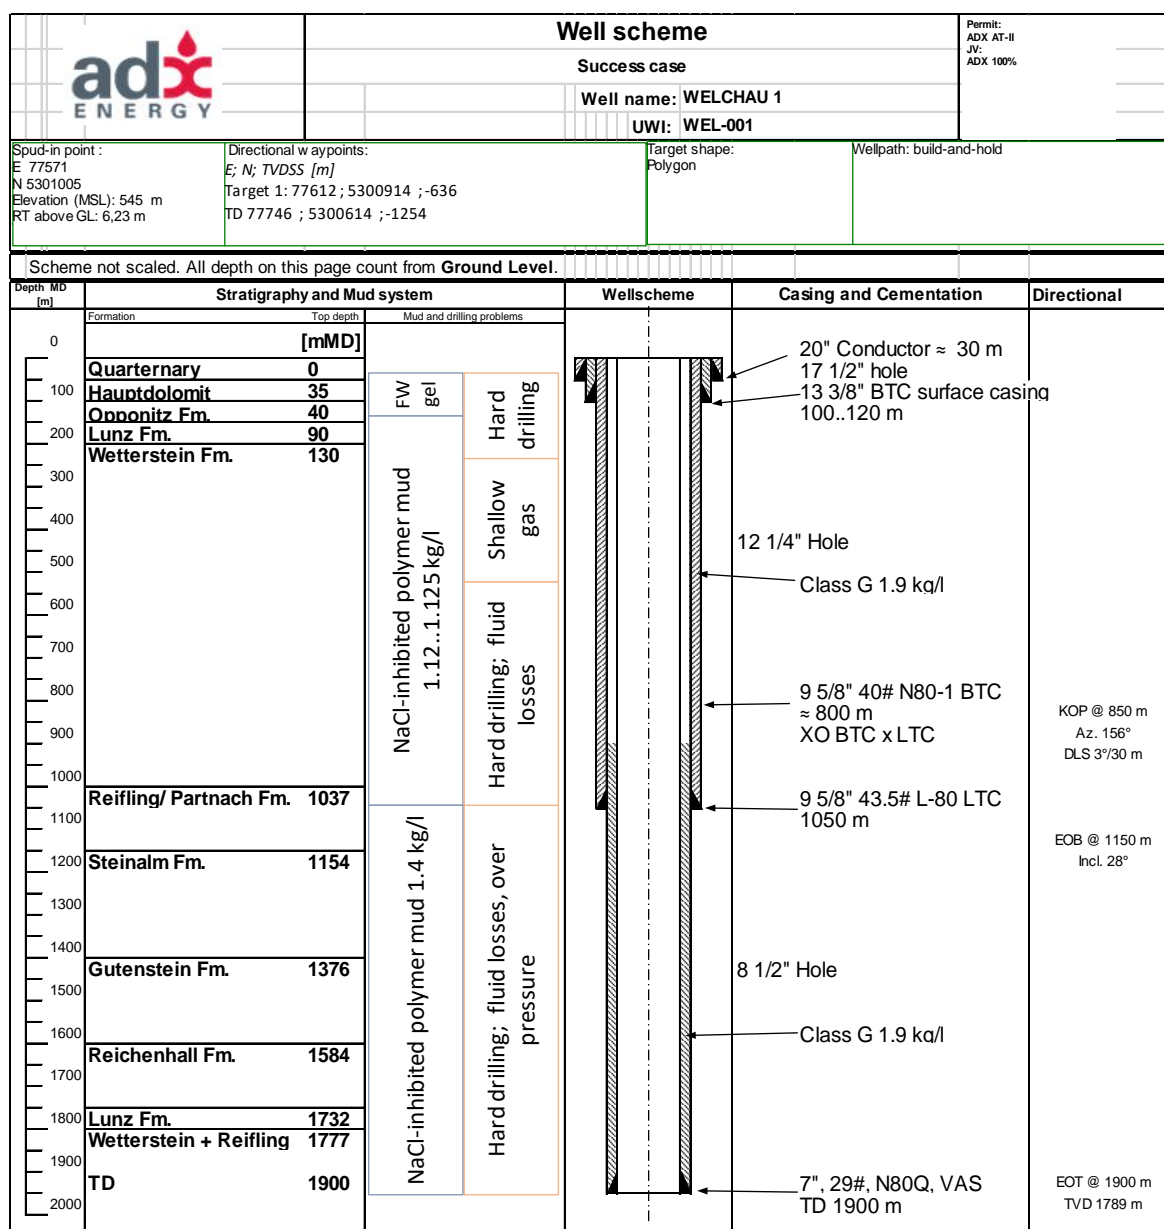 adx
ENERGY
Well scheme
Success case
Well name: WELCHAU 1
UWI: WEL-001
Permit:
ADX AT-II
JV:
ADX 100%
Spud-in point :
E 77571
N 5301005
Elevation (MSL): 545 m
RT above GL: 6,23 m
Directional waypoints:
E; N; TVDSS [m]
Target 1: 77612 ; 5300914 ;-636
TD 77746 ; 5300614 ;-1254
Target shape:
Polygon
Wellpath: build-and-hold
Scheme not scaled. All depth on this page count from Ground Level.
Depth MD
[m]
Stratigraphy and Mud system
Wellscheme
Casing and Cementation
Directional
Formation
Top depth
Mud and drilling problems
[mMD]
0
100
200
300
400
500
600
700
800
900
1000
1100
1200
1300
1400
1500
1600
1700
1800
1900
2000
Quarternary 0
Hauptdolomit 35
Opponitz Fm. 40
Lunz Fm. 90
Wetterstein Fm. 130
Reifling/ Partnach Fm. 1037
Steinalm Fm. 1154
Gutenstein Fm. 1376
Reichenhall Fm. 1584
Lunz Fm. 1732
Wetterstein + Reifling 1777
TD 1900
FW
gel
NaCl-inhibited polymer mud
1.12..1.125 kg/l
NaCl-inhibited polymer mud 1.4 kg/l
Hard
drilling
Shallow
gas
Hard drilling; fluid
losses
Hard drilling; fluid losses, over
pressure
20" Conductor ≈ 30 m
17 1/2" hole
13 3/8" BTC surface casing
100..120 m
12 1/4" Hole
Class G 1.9 kg/l
9 5/8" 40# N80-1 BTC
≈ 800 m
XO BTC x LTC
9 5/8" 43.5# L-80 LTC
1050 m
8 1/2" Hole
Class G 1.9 kg/l
7", 29#, N80Q, VAS
TD 1900 m
KOP @ 850 m
Az. 156°
DLS 3°/30 m
EOB @ 1150 m
Incl. 28°
EOT @ 1900 m
TVD 1789 m